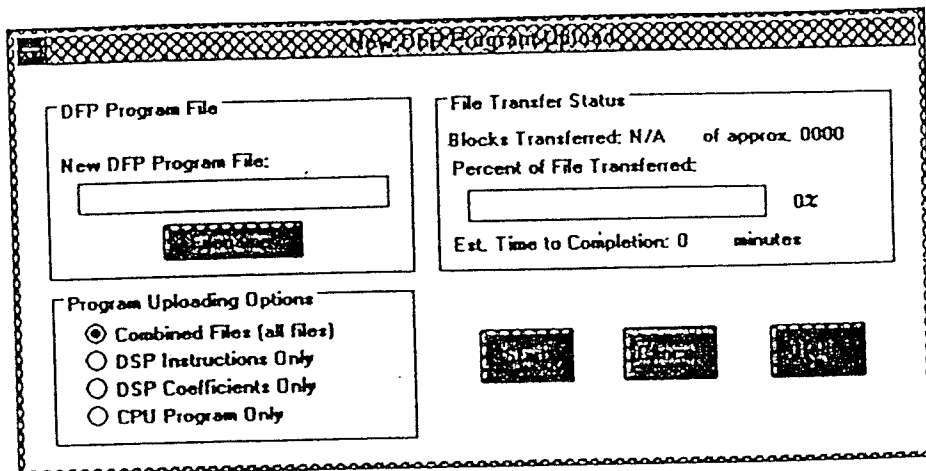 New DFP Program Upload
DFP Program File
New DFP Program File:
File Transfer Status
Blocks Transferred: N/A of approx. 0000
Percent of File Transferred:
0%
Est. Time to Completion: 0 minutes
Program Uploading Options
Combined Files (all files)
DSP Instructions Only
DSP Coefficients Only
CPU Program Only